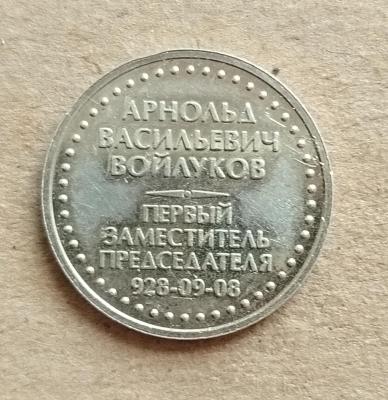 АРНОЛЬД
ВАСИЛЬЕВИЧ
ВОЙЛУКОВ
ПЕРВЫЙ
ЗАМЕСТИТЕЛЬ
ПРЕДСЕДАТЕЛЯ
928-09-08